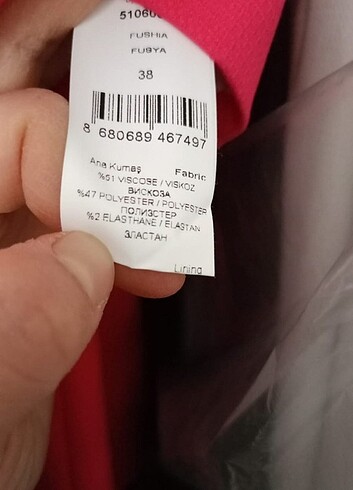 FUSHIA
FUŞYA
38
8 680689 467497
Ana Kumaş Fabric
%51 VISCOSE / VISKOZ
ВИСКОЗА
%47 POLYESTER / POLYESTER
ПОЛИЭСТЕР
%2 ELASTHANE / ELASTAN
ЭЛАСТАН
Lining